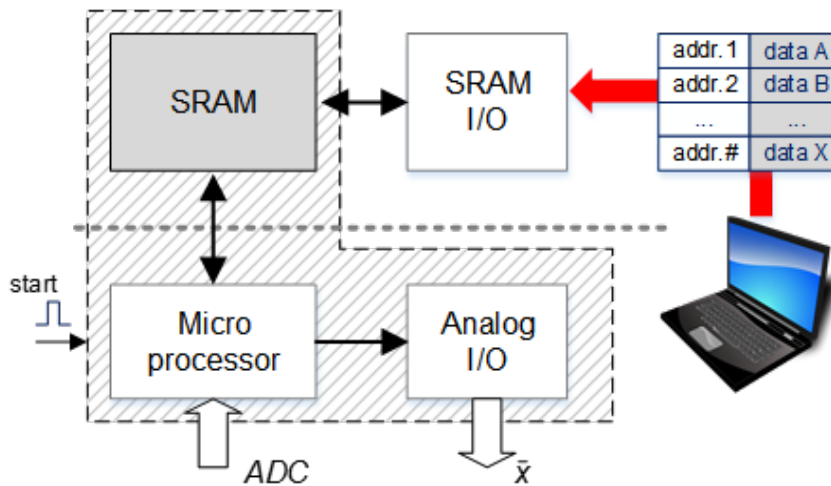 SRAM
SRAM
I/O
addr.1 data A
addr.2 data B
... ...
addr.# data X
start
Micro
processor
Analog
I/O
ADC
x̄